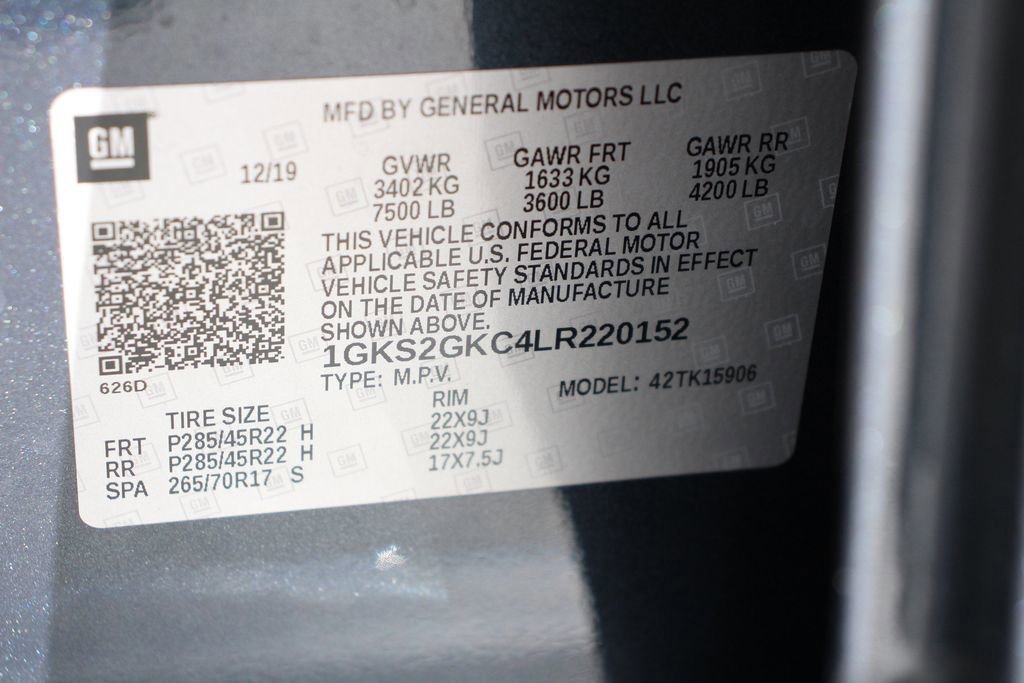 GM
MFD BY GENERAL MOTORS LLC
12/19
GVWR GAWR FRT GAWR RR
3402 KG 1633 KG 1905 KG
7500 LB 3600 LB 4200 LB
THIS VEHICLE CONFORMS TO ALL
APPLICABLE U.S. FEDERAL MOTOR
VEHICLE SAFETY STANDARDS IN EFFECT
ON THE DATE OF MANUFACTURE
SHOWN ABOVE.
1GKS2GKC4LR220152
626D
TYPE: M.P.V. MODEL: 42TK15906
TIRE SIZE RIM
FRT P285/45R22 H 22X9J
RR P285/45R22 H 22X9J
SPA 265/70R17 S 17X7.5J